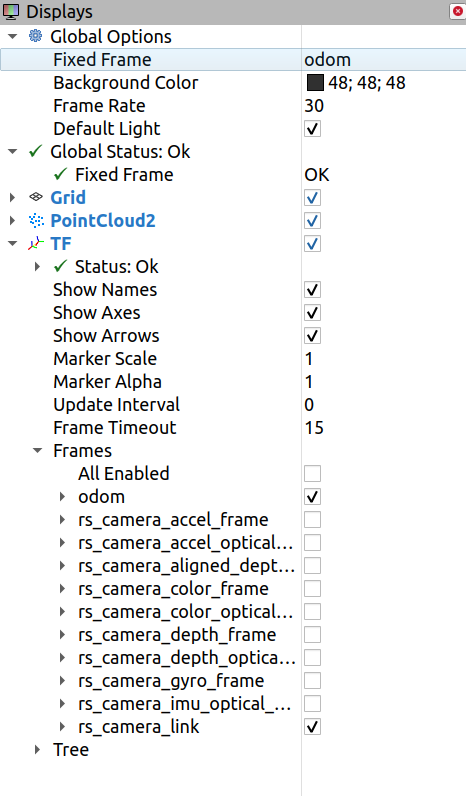 Displays
Global Options
Fixed Frame odom
Background Color 48; 48; 48
Frame Rate 30
Default Light
Global Status: Ok
Fixed Frame OK
Grid
PointCloud2
TF
Status: Ok
Show Names
Show Axes
Show Arrows
Marker Scale 1
Marker Alpha 1
Update Interval 0
Frame Timeout 15
Frames
All Enabled
odom
rs_camera_accel_frame
rs_camera_accel_optical…
rs_camera_aligned_dept…
rs_camera_color_frame
rs_camera_color_optical…
rs_camera_depth_frame
rs_camera_depth_optica…
rs_camera_gyro_frame
rs_camera_imu_optical_…
rs_camera_link
Tree